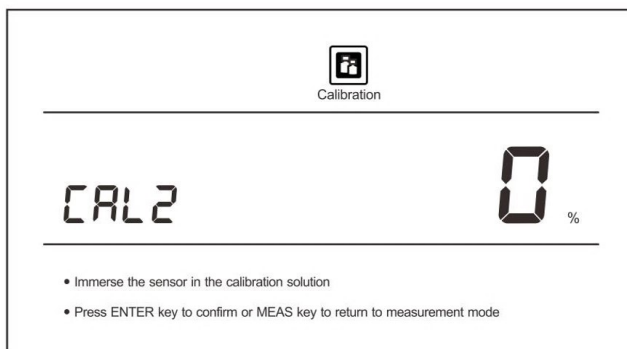 Calibration
CAL2 0 %
• Immerse the sensor in the calibration solution
• Press ENTER key to confirm or MEAS key to return to measurement mode